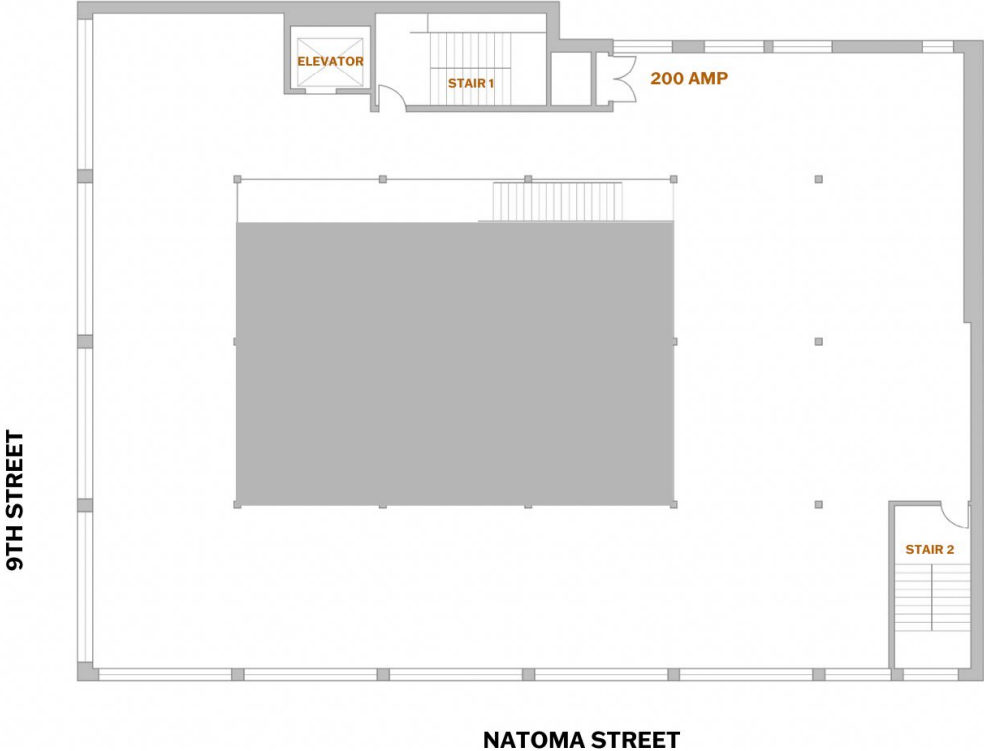 ELEVATOR
STAIR 1
200 AMP
9TH STREET
STAIR 2
NATOMA STREET